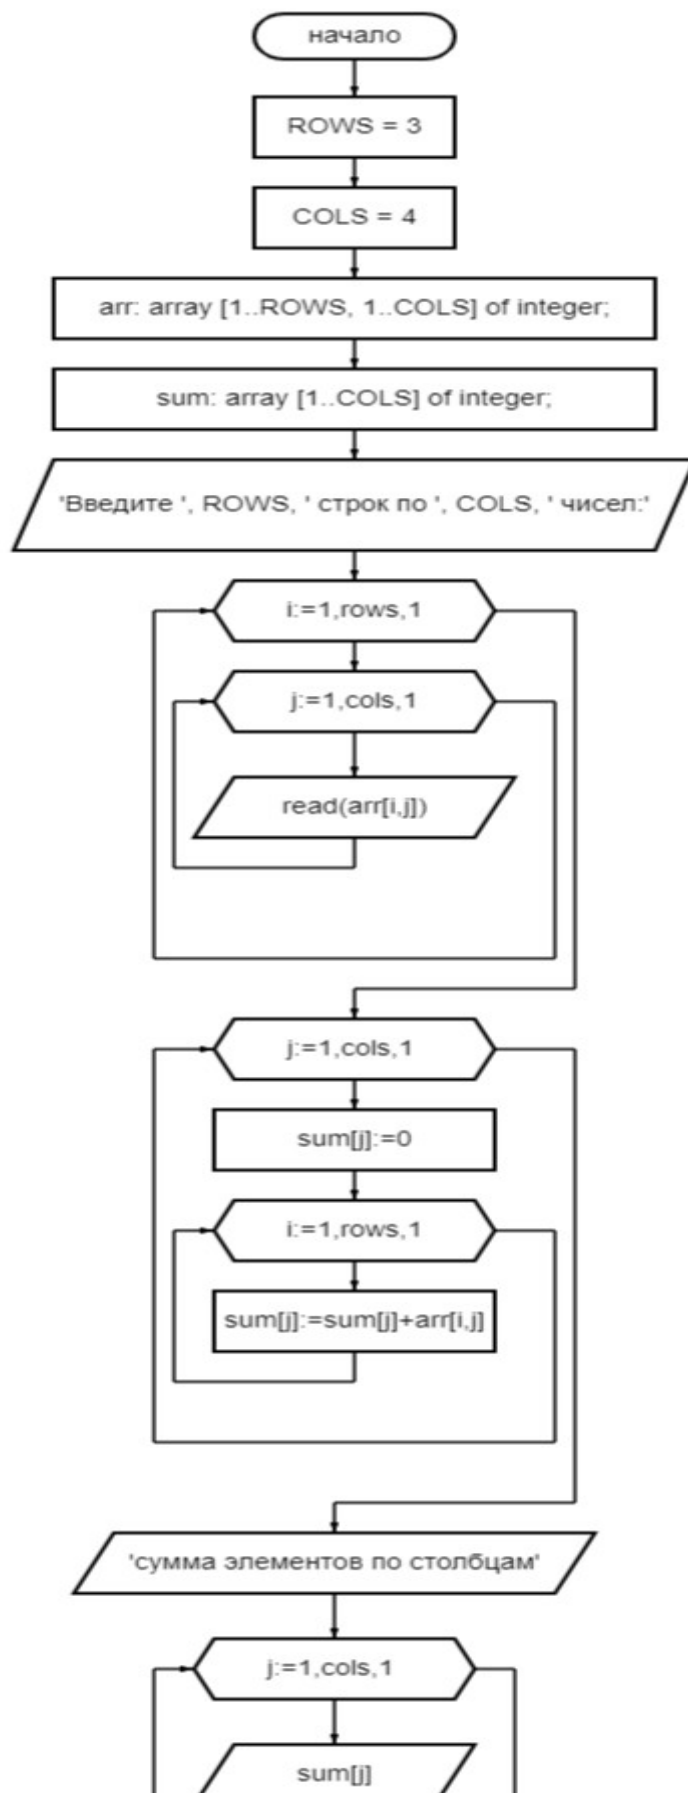 начало
ROWS = 3
COLS = 4
arr: array [1..ROWS, 1..COLS] of integer;
sum: array [1..COLS] of integer;
'Введите ', ROWS, ' строк по ', COLS, ' чисел:'
i:=1,rows,1
j:=1,cols,1
read(arr[i,j])
j:=1,cols,1
sum[j]:=0
i:=1,rows,1
sum[j]:=sum[j]+arr[i,j]
'сумма элементов по столбцам'
j:=1,cols,1
sum[j]